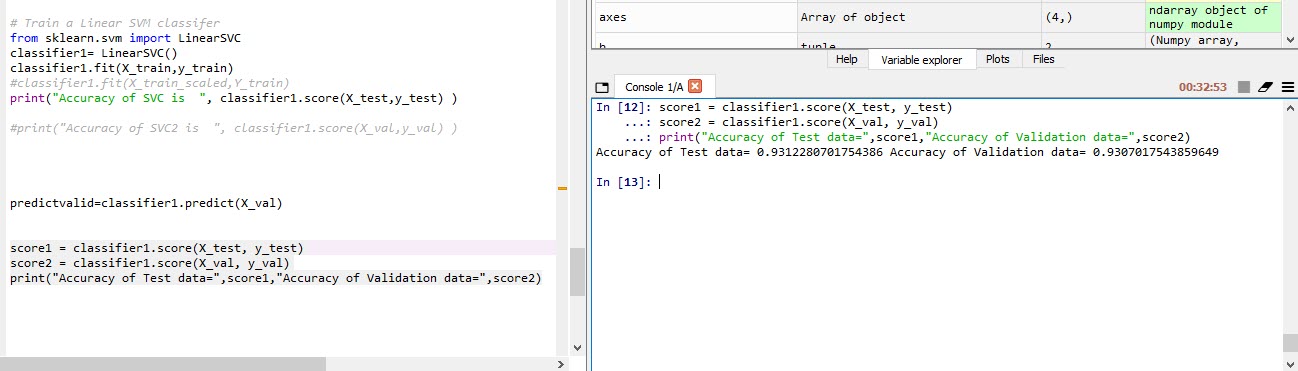 # Train a Linear SVM classifer
from sklearn.svm import LinearSVC
classifier1= LinearSVC()
classifier1.fit(X_train,y_train)
#classifier1.fit(X_train_scaled,Y_train)
print("Accuracy of SVC is  ", classifier1.score(X_test,y_test) )
#print("Accuracy of SVC2 is  ", classifier1.score(X_val,y_val) )
predictvalid=classifier1.predict(X_val)
score1 = classifier1.score(X_test, y_test)
score2 = classifier1.score(X_val, y_val)
print("Accuracy of Test data=",score1,"Accuracy of Validation data=",score2)
axes Array of object (4,) ndarray object of
numpy module
h tuple 2 (Numpy array,
Help Variable explorer Plots Files
Console 1/A 00:32:53
In [12]: score1 = classifier1.score(X_test, y_test)
...: score2 = classifier1.score(X_val, y_val)
...: print("Accuracy of Test data=",score1,"Accuracy of Validation data=",score2)
Accuracy of Test data= 0.9312280701754386 Accuracy of Validation data= 0.9307017543859649
In [13]: